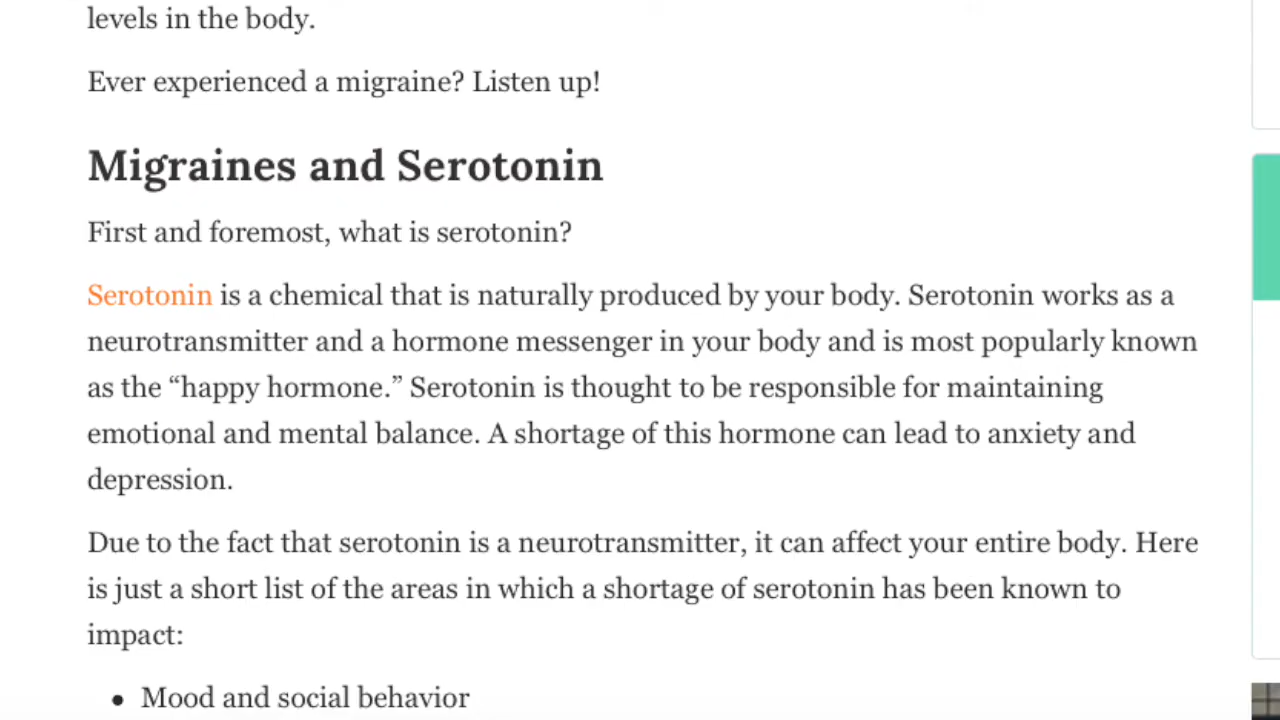 levels in the body.
Ever experienced a migraine? Listen up!
Migraines and Serotonin
First and foremost, what is serotonin?
Serotonin is a chemical that is naturally produced by your body. Serotonin works as a
neurotransmitter and a hormone messenger in your body and is most popularly known
as the “happy hormone.” Serotonin is thought to be responsible for maintaining
emotional and mental balance. A shortage of this hormone can lead to anxiety and
depression.
Due to the fact that serotonin is a neurotransmitter, it can affect your entire body. Here
is just a short list of the areas in which a shortage of serotonin has been known to
impact:
• Mood and social behavior